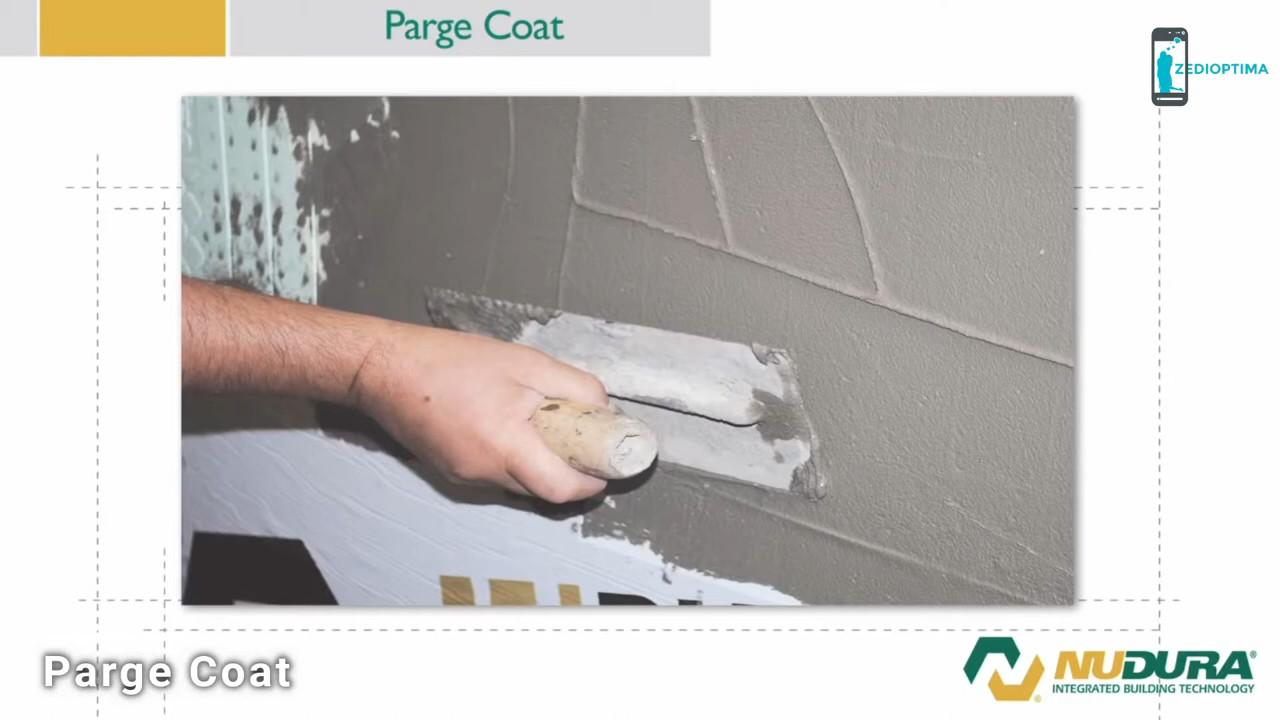 Parge Coat
ZEDIOPTIMA
Parge Coat
NUDURA®
INTEGRATED BUILDING TECHNOLOGY